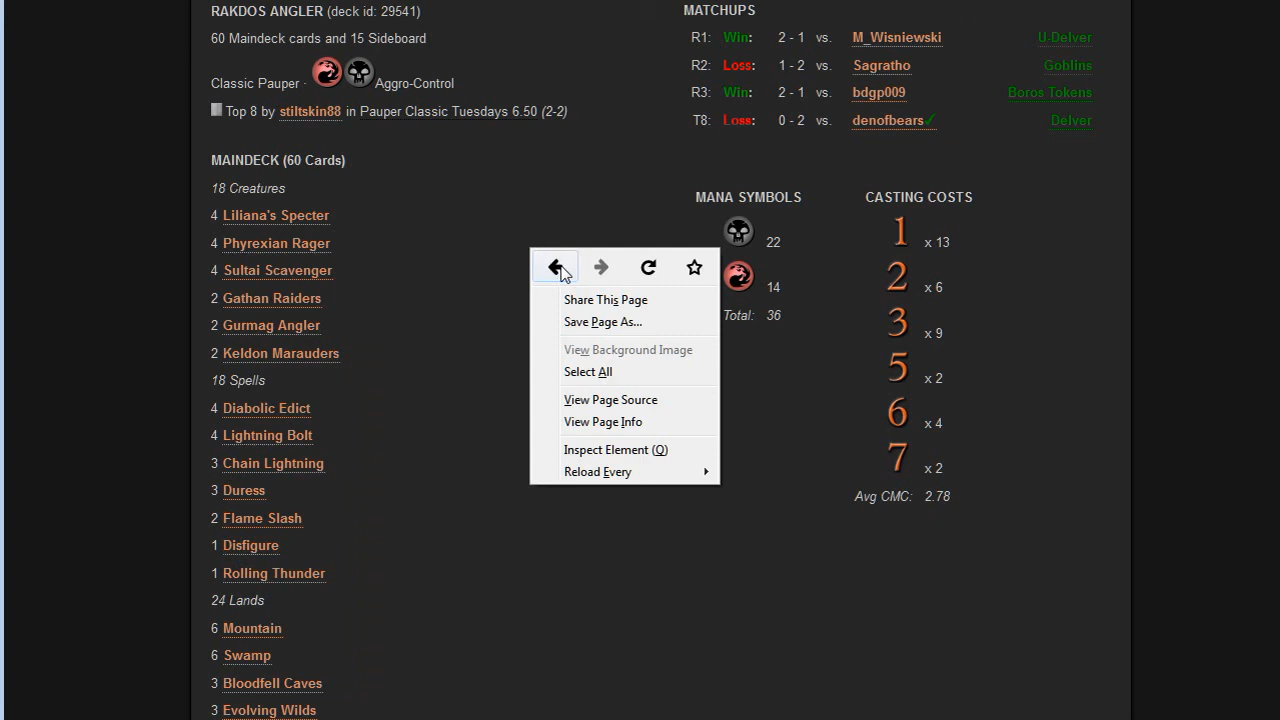 RAKDOS ANGLER (deck id: 29541)
60 Maindeck cards and 15 Sideboard
Classic Pauper · Aggro-Control
Top 8 by stiltskin88 in Pauper Classic Tuesdays 6.50 (2-2)
MATCHUPS
R1: Win: 2 - 1 vs. M_Wisniewski U-Delver
R2: Loss: 1 - 2 vs. Sagratho Goblins
R3: Win: 2 - 1 vs. bdgp009 Boros Tokens
T8: Loss: 0 - 2 vs. denofbears✓ Delver
MAINDECK (60 Cards)
18 Creatures
4 Liliana's Specter
4 Phyrexian Rager
4 Sultai Scavenger
2 Gathan Raiders
2 Gurmag Angler
2 Keldon Marauders
18 Spells
4 Diabolic Edict
4 Lightning Bolt
3 Chain Lightning
3 Duress
2 Flame Slash
1 Disfigure
1 Rolling Thunder
24 Lands
6 Mountain
6 Swamp
3 Bloodfell Caves
3 Evolving Wilds
Share This Page
Save Page As...
View Background Image
Select All
View Page Source
View Page Info
Inspect Element (Q)
Reload Every
MANA SYMBOLS
22
14
Total: 36
CASTING COSTS
1 x 13
2 x 6
3 x 9
5 x 2
6 x 4
7 x 2
Avg CMC: 2.78